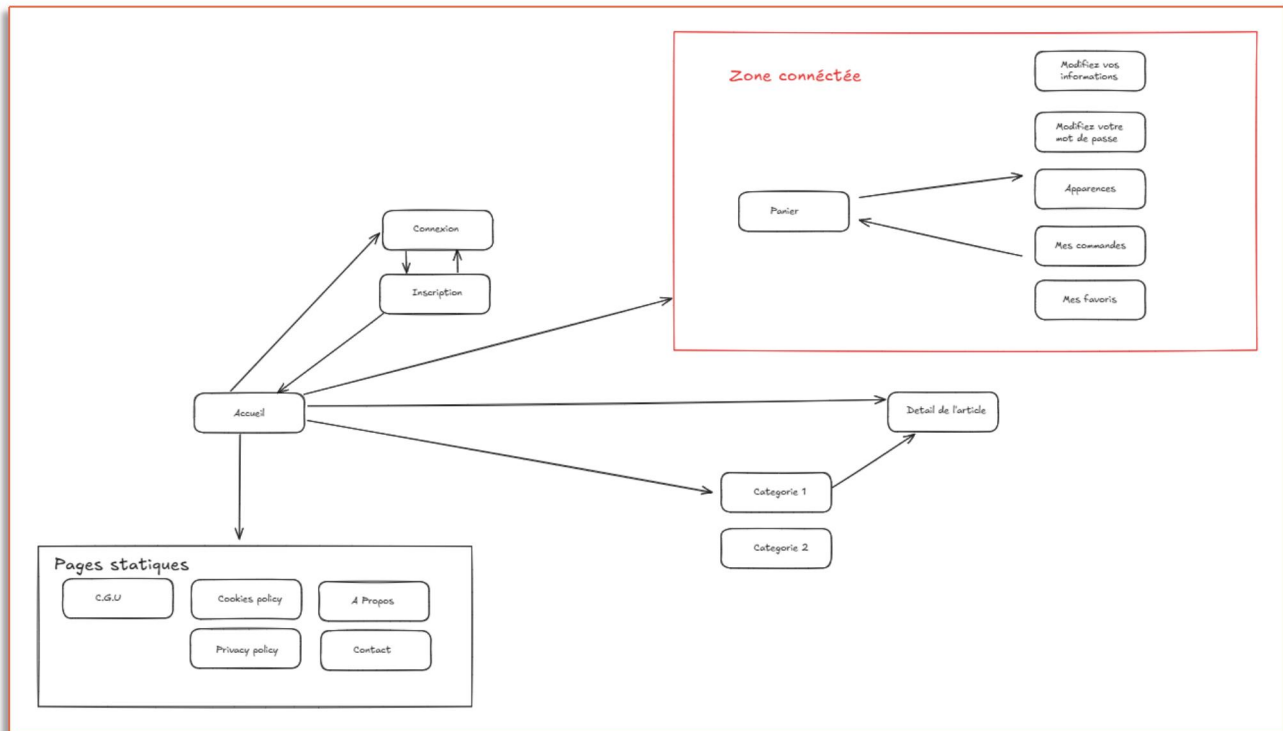 Zone connéctée
Modifiez vos
informations
Modifiez votre
mot de passe
Apparences
Panier
Mes commandes
Mes favoris
Connexion
Inscription
Accueil
Detail de l'article
Categorie 1
Categorie 2
Pages statiques
C.G.U
Cookies policy
A Propos
Privacy policy
Contact